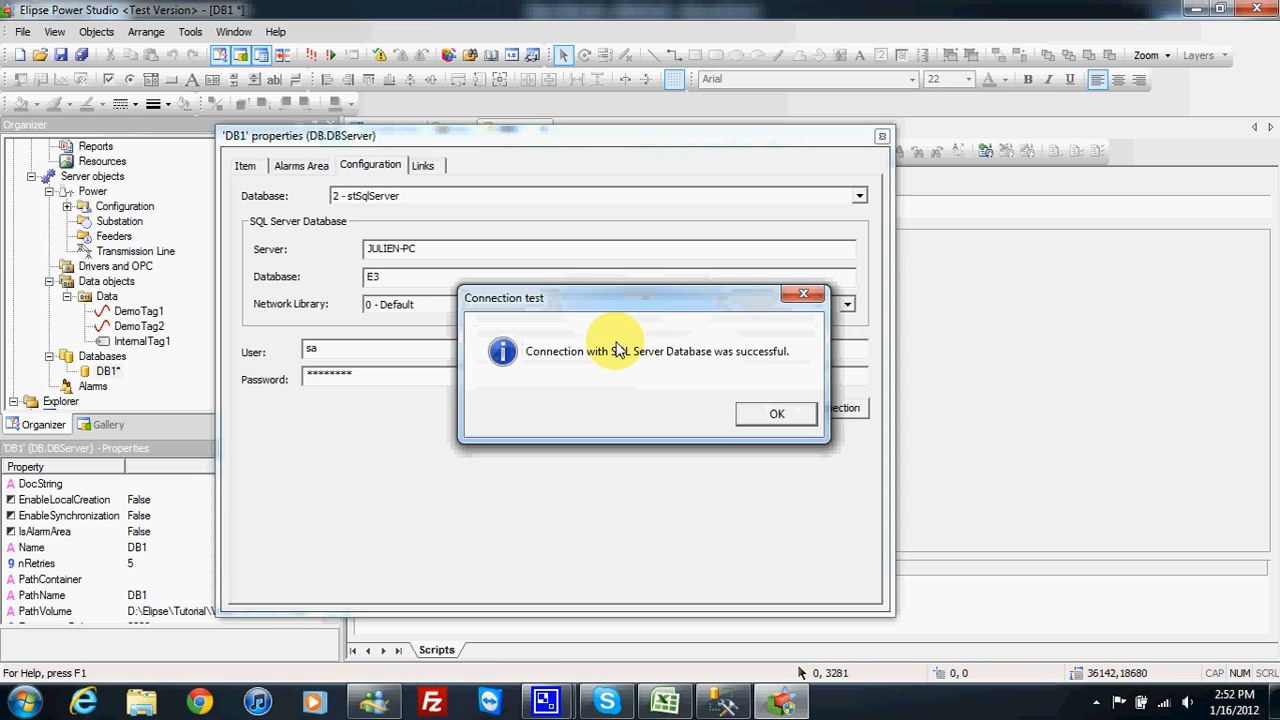 Elipse Power Studio <Test Version> - [DB1 *]
File View Objects Arrange Tools Window Help
Zoom Layers
Arial 22 B I U
Organizer
Reports
Resources
Server objects
Power
Configuration
Substation
Feeders
Transmission Line
Drivers and OPC
Data objects
Data
DemoTag1
DemoTag2
InternalTag1
Databases
DB1*
Alarms
Explorer
Organizer Gallery
'DB1' (DB.DBServer) - Properties
Property
DocString
EnableLocalCreation False
EnableSynchronization False
IsAlarmArea False
Name DB1
nRetries 5
PathContainer
PathName DB1
PathVolume D:\Elipse\Tutorial\
'DB1' properties (DB.DBServer)
Item Alarms Area Configuration Links
Database: 2 - stSqlServer
SQL Server Database
Server: JULIEN-PC
Database: E3
Network Library: 0 - Default
User: sa
Password: ********
Connection test
Connection with SQL Server Database was successful.
OK
Scripts
For Help, press F1
0, 3281
0, 0
36142,18680
CAP NUM SCRL
2:52 PM
1/16/2012